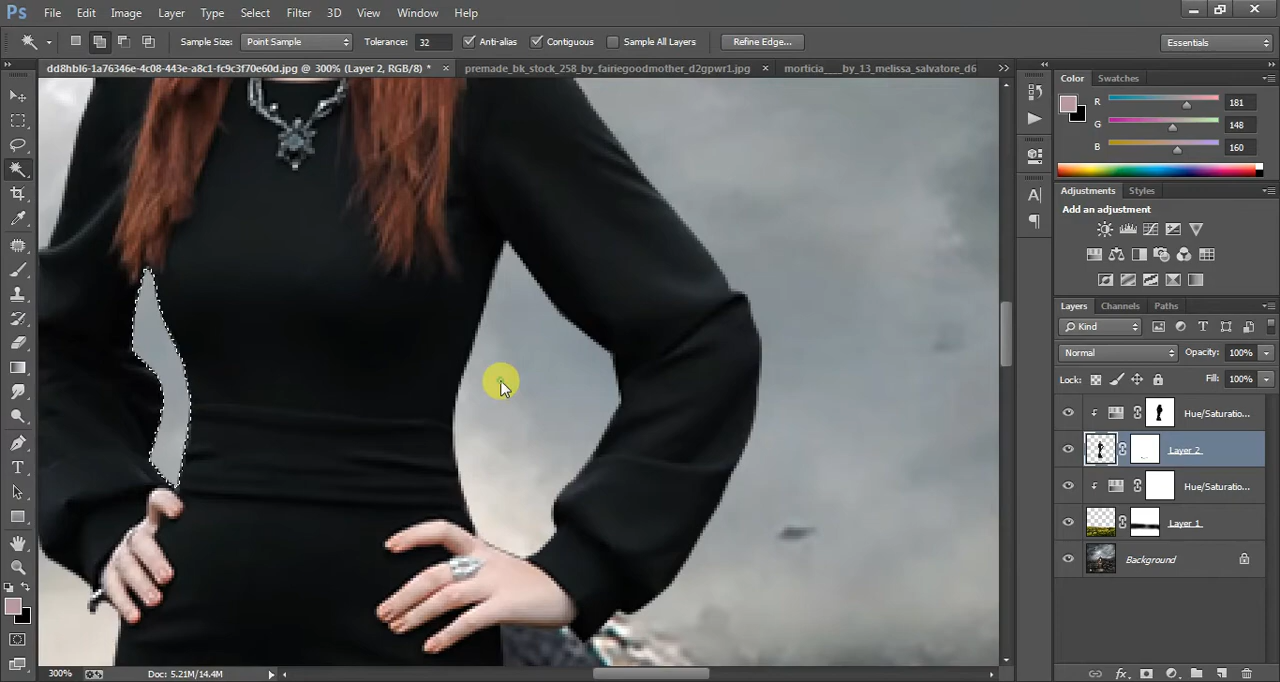 Ps File Edit Image Layer Type Select Filter 3D View Window Help
Sample Size: Point Sample Tolerance: 32 Anti-alias Contiguous Sample All Layers Refine Edge... Essentials
dd8hbl6-1a76346e-4c08-443e-a8c1-fc9c3f70e60d.jpg @ 300% (Layer 2, RGB/8) * premade_bk_stock_258_by_fairiegoodmother_d2gpwr1.jpg morticia____by_13_melissa_salvatore_d6
Color Swatches
R 181
G 148
B 160
Adjustments Styles
Add an adjustment
Layers Channels Paths
Kind
Normal Opacity: 100%
Lock: Fill: 100%
Hue/Saturatio...
Layer 2
Hue/Saturatio...
Layer 1
Background
300% Doc: 5.21M/14.4M